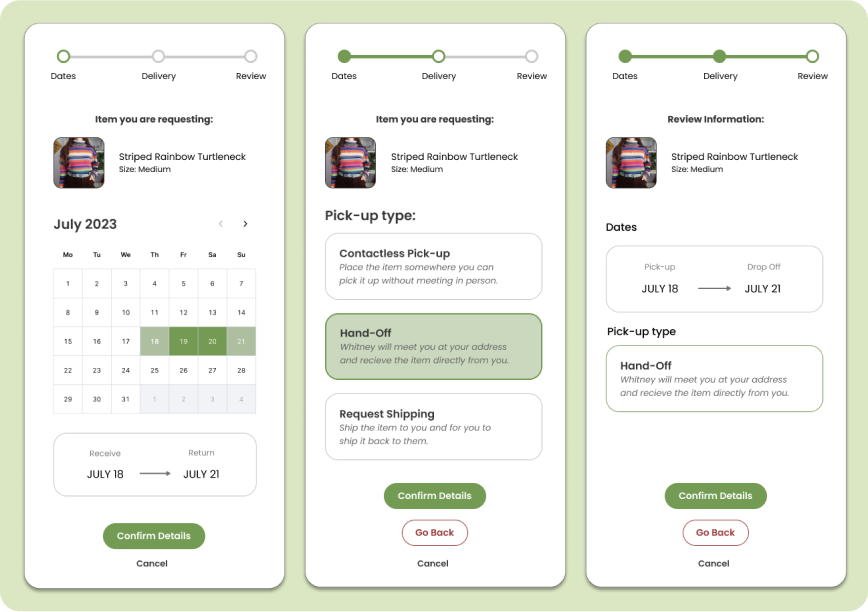 Dates
Delivery
Review
Item you are requesting:
Striped Rainbow Turtleneck
Size: Medium
July 2023
Mo Tu We Th Fr Sa Su
1 2 3 4 5 6 7
8 9 10 11 12 13 14
15 16 17 18 19 20 21
22 23 24 25 26 27 28
29 30 31 1 2 3 4
Receive Return
JULY 18 JULY 21
Confirm Details
Cancel
Dates
Delivery
Review
Item you are requesting:
Striped Rainbow Turtleneck
Size: Medium
Pick-up type:
Contactless Pick-up
Place the item somewhere you can
pick it up without meeting in person.
Hand-Off
Whitney will meet you at your address
and recieve the item directly from you.
Request Shipping
Ship the item to you and for you to
ship it back to them.
Confirm Details
Go Back
Cancel
Dates
Delivery
Review
Review Information:
Striped Rainbow Turtleneck
Size: Medium
Dates
Pick-up Drop Off
JULY 18 JULY 21
Pick-up type
Hand-Off
Whitney will meet you at your address
and recieve the item directly from you.
Confirm Details
Go Back
Cancel